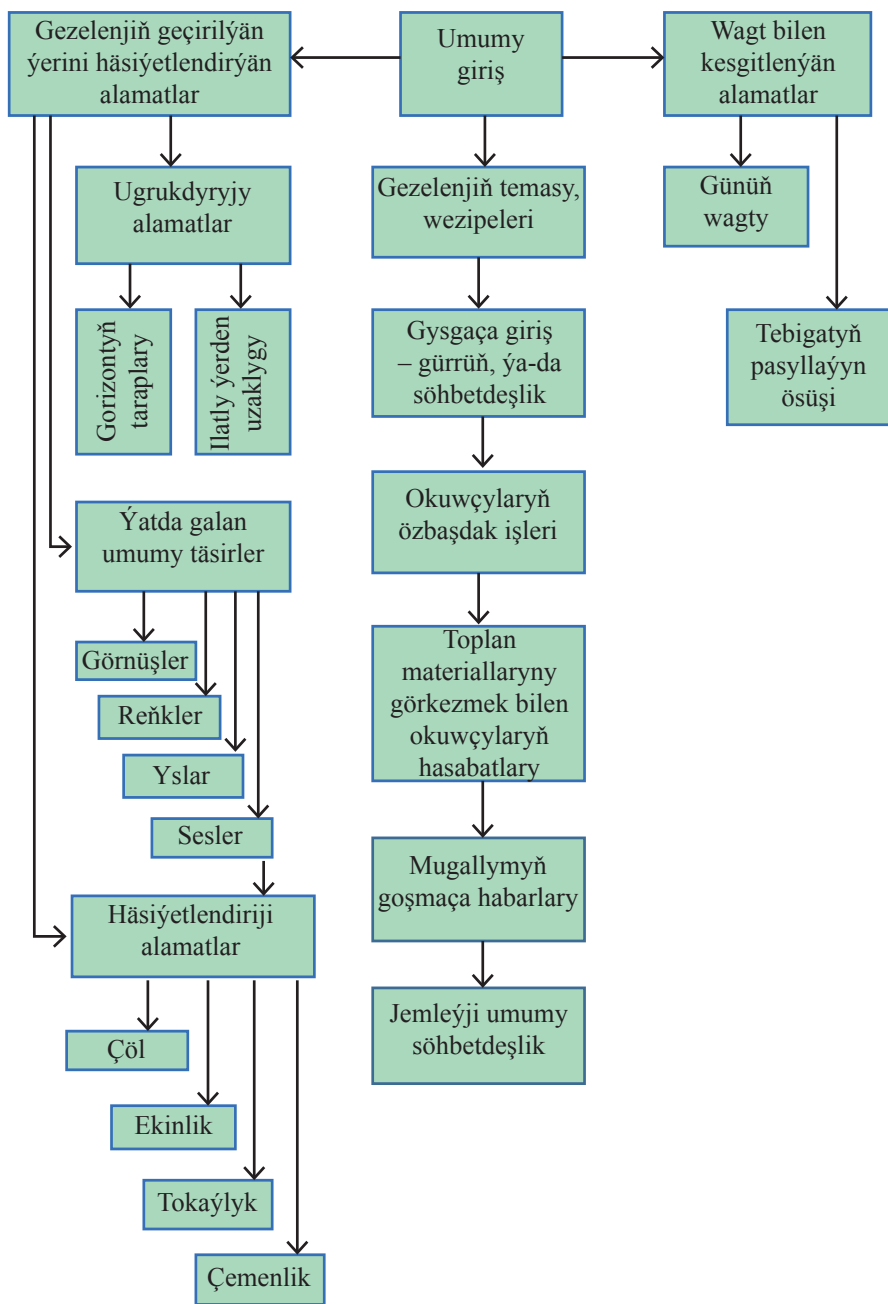 Gezelenjiň geçirilýän
ýerini häsiýetlendirýän
alamatlar
Umumy
giriş
Wagt bilen
kesgitlenýän
alamatlar
Ugrukdyryjy
alamatlar
Gorizontyň
taraplary
Ilatly ýerden
uzaklygy
Ýatda galan
umumy täsirler
Görnüşler
Reňkler
Yslar
Sesler
Häsiýetlendiriji
alamatlar
Çöl
Ekinlik
Tokaýlyk
Çemenlik
Gezelenjiň temasy,
wezipeleri
Gysgaça giriş
– gürrüň, ýa-da
söhbetdeşlik
Okuwçylaryň
özbaşdak işleri
Toplan
materiallaryny
görkezmek bilen
okuwçylaryň
hasabatlary
Mugallymyň
goşmaça habarlary
Jemleýji umumy
söhbetdeşlik
Günüň
wagty
Tebigatyň
pasyllaýyn
ösüşi